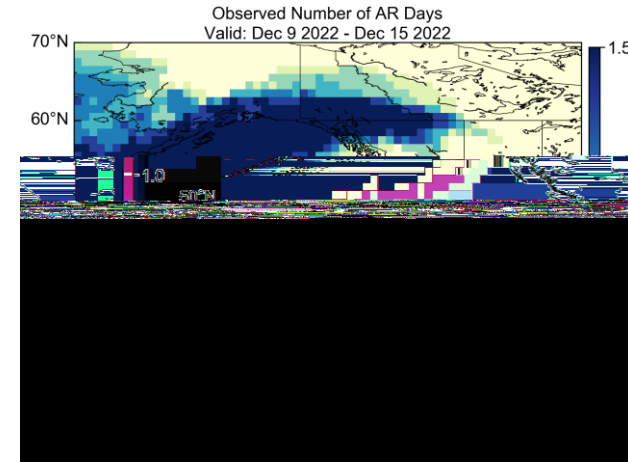 Observed Number of AR Days
Valid: Dec 9 2022 - Dec 15 2022
70°N
1.5
60°N
1.0